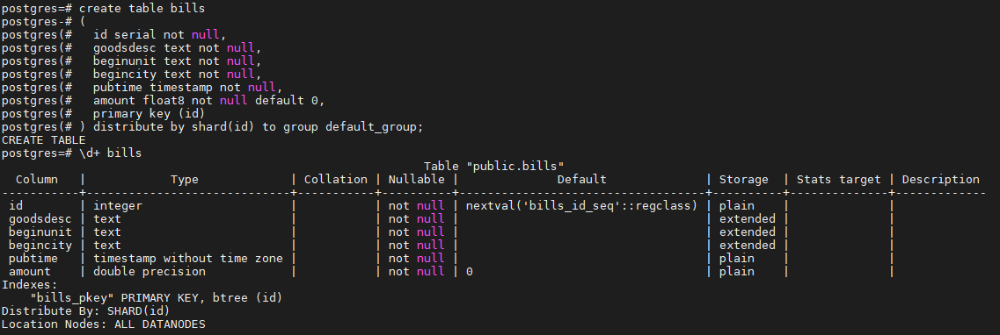 postgres=# create table bills
postgres-# (
postgres(#   id serial not null,
postgres(#   goodsdesc text not null,
postgres(#   beginunit text not null,
postgres(#   begincity text not null,
postgres(#   pubtime timestamp not null,
postgres(#   amount float8 not null default 0,
postgres(#   primary key (id)
postgres(# ) distribute by shard(id) to group default_group;
CREATE TABLE
postgres=# \d+ bills
                                                            Table "public.bills"
  Column   |            Type             | Collation | Nullable |              Default              | Storage  | Stats target | Description 
-----------+-----------------------------+-----------+----------+-----------------------------------+----------+--------------+-------------
 id        | integer                     |           | not null | nextval('bills_id_seq'::regclass) | plain    |              | 
 goodsdesc | text                        |           | not null |                                   | extended |              | 
 beginunit | text                        |           | not null |                                   | extended |              | 
 begincity | text                        |           | not null |                                   | extended |              | 
 pubtime   | timestamp without time zone |           | not null |                                   | plain    |              | 
 amount    | double precision            |           | not null | 0                                 | plain    |              | 
Indexes:
    "bills_pkey" PRIMARY KEY, btree (id)
Distribute By: SHARD(id)
Location Nodes: ALL DATANODES